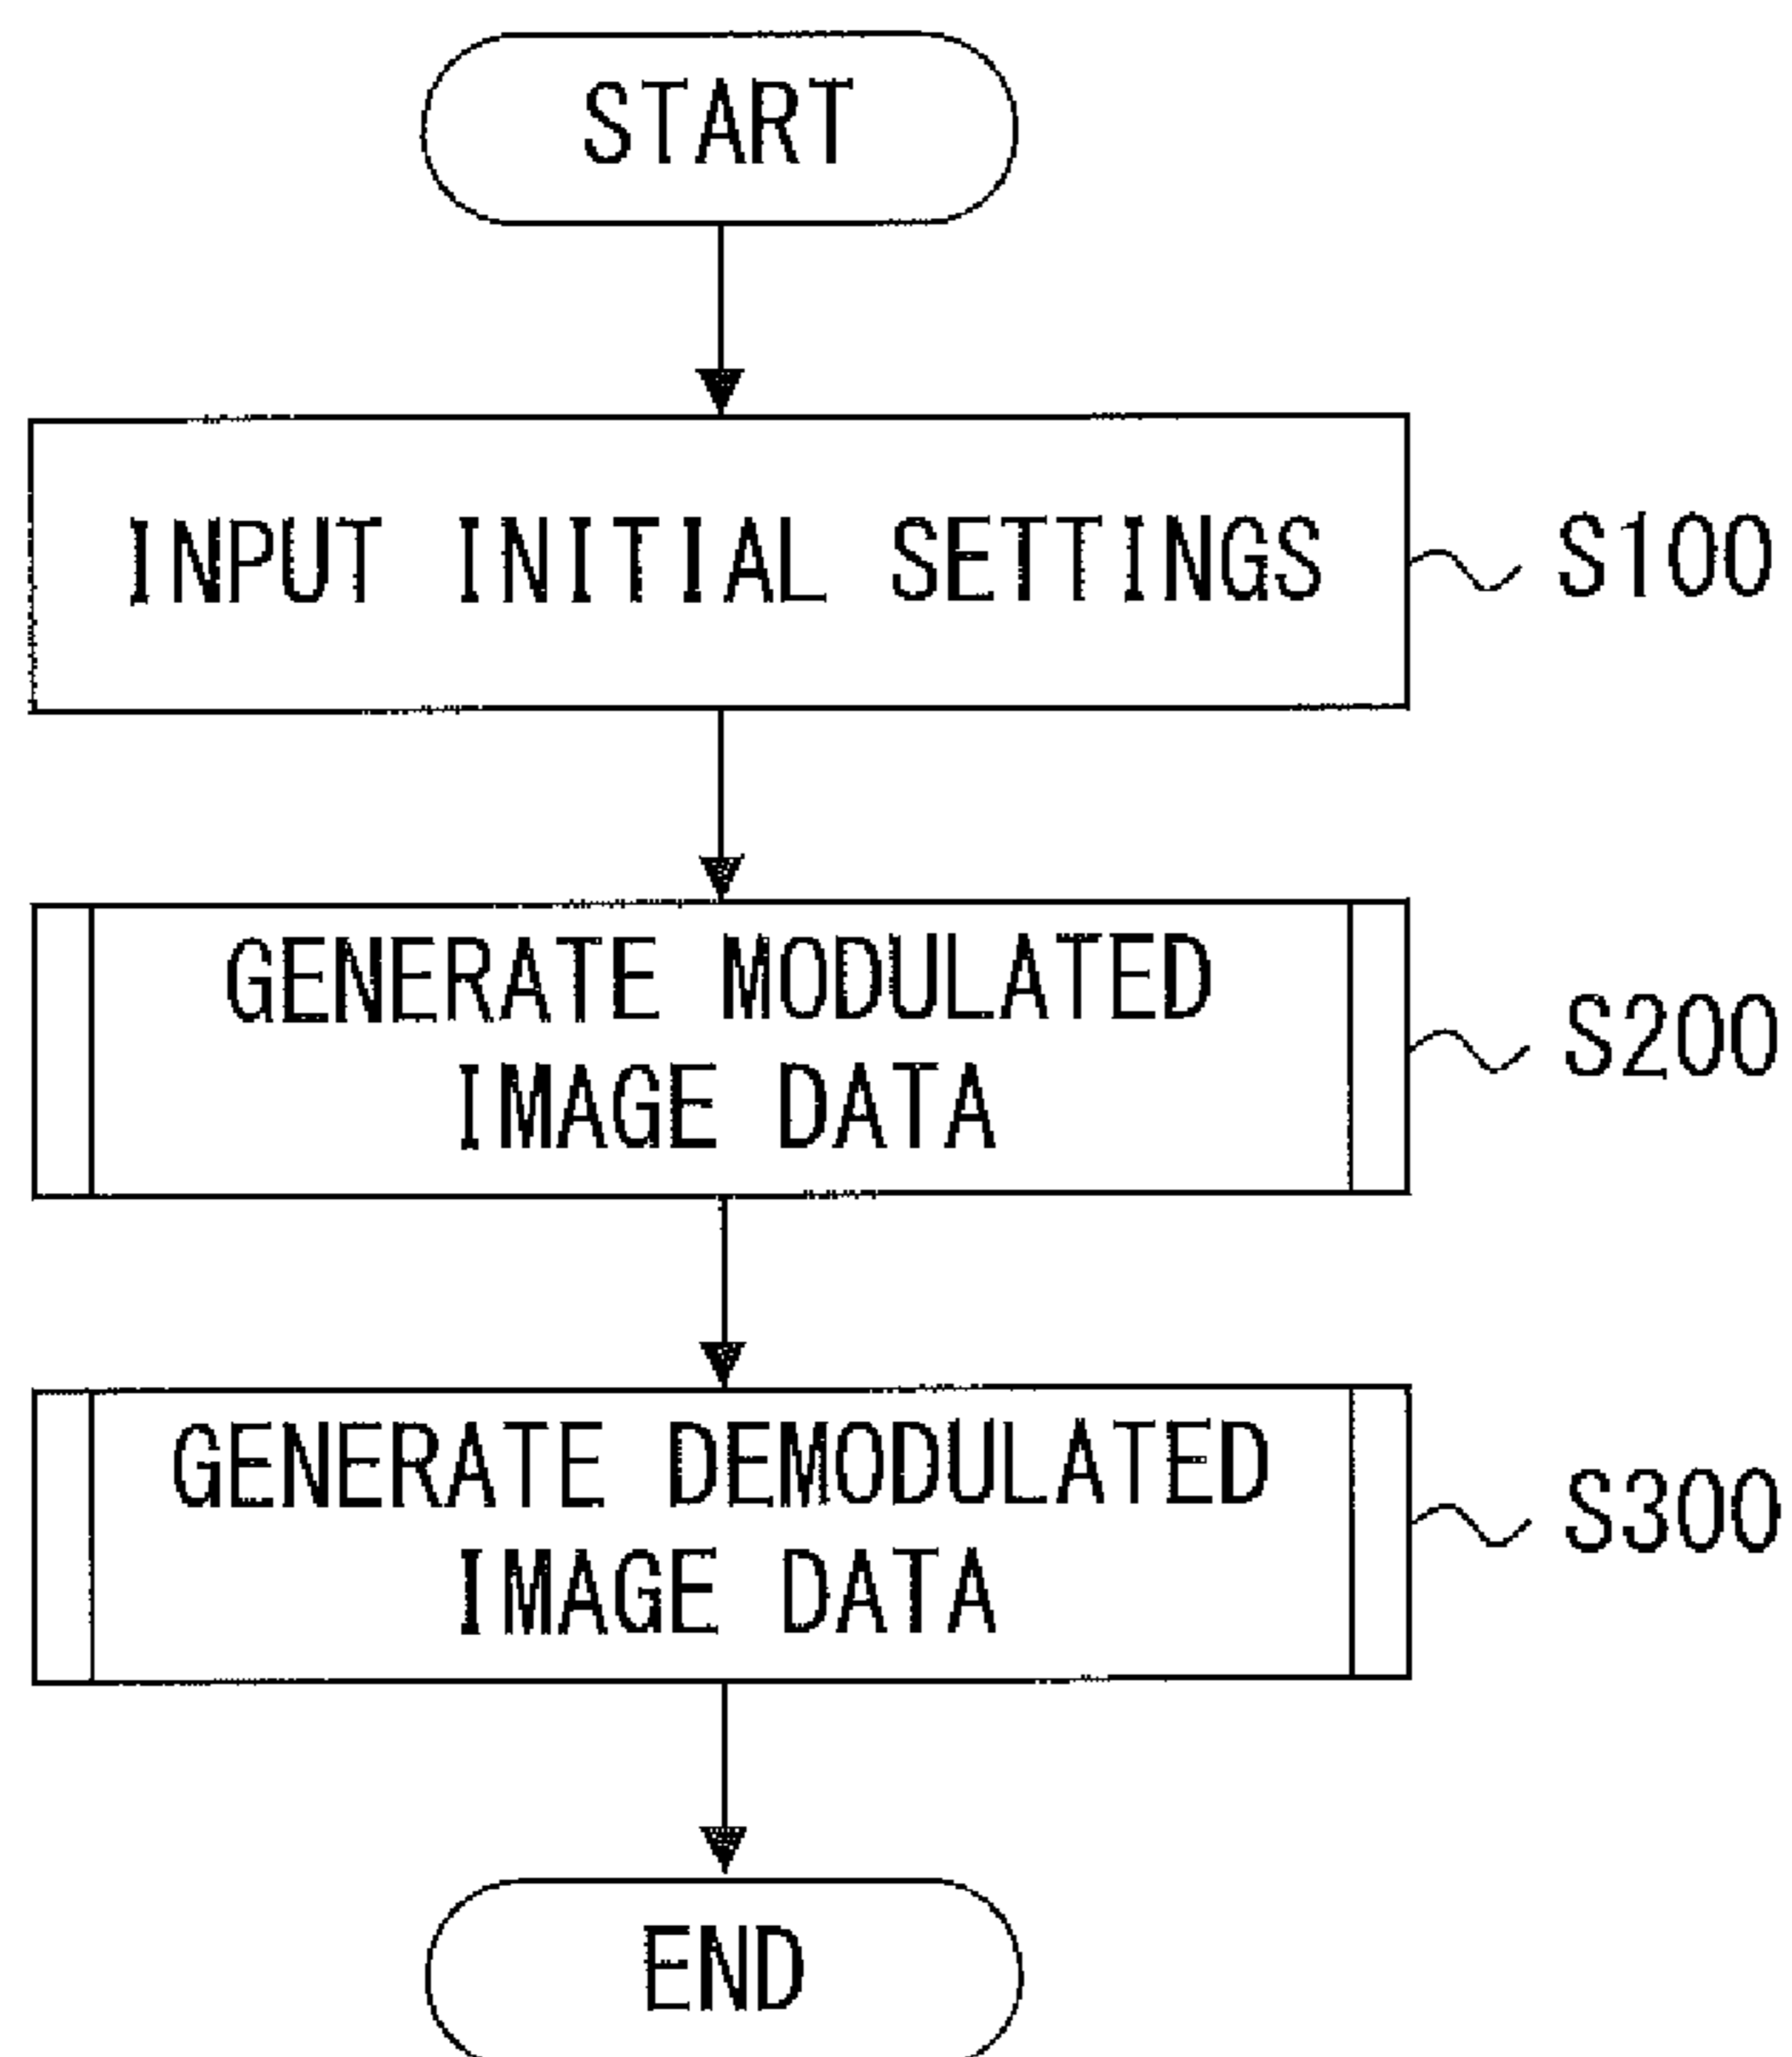 START
INPUT INITIAL SETTINGS
S100
GENERATE MODULATED
IMAGE DATA
S200
GENERATE DEMODULATED
IMAGE DATA
S300
END